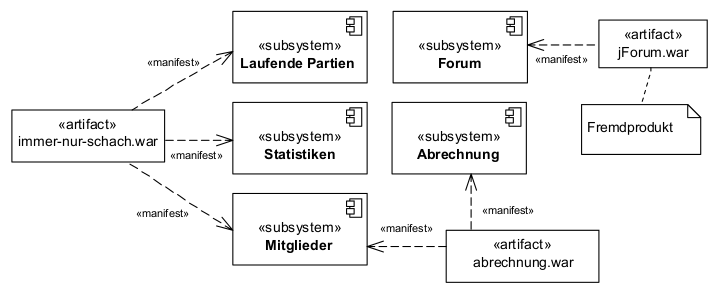 «subsystem»
Laufende Partien
«subsystem»
Forum
«artifact»
jForum.war
«manifest»
«manifest»
«artifact»
immer-nur-schach.war
«manifest»
«subsystem»
Statistiken
«subsystem»
Abrechnung
Fremdprodukt
«manifest»
«subsystem»
Mitglieder
«manifest»
«manifest»
«artifact»
abrechnung.war